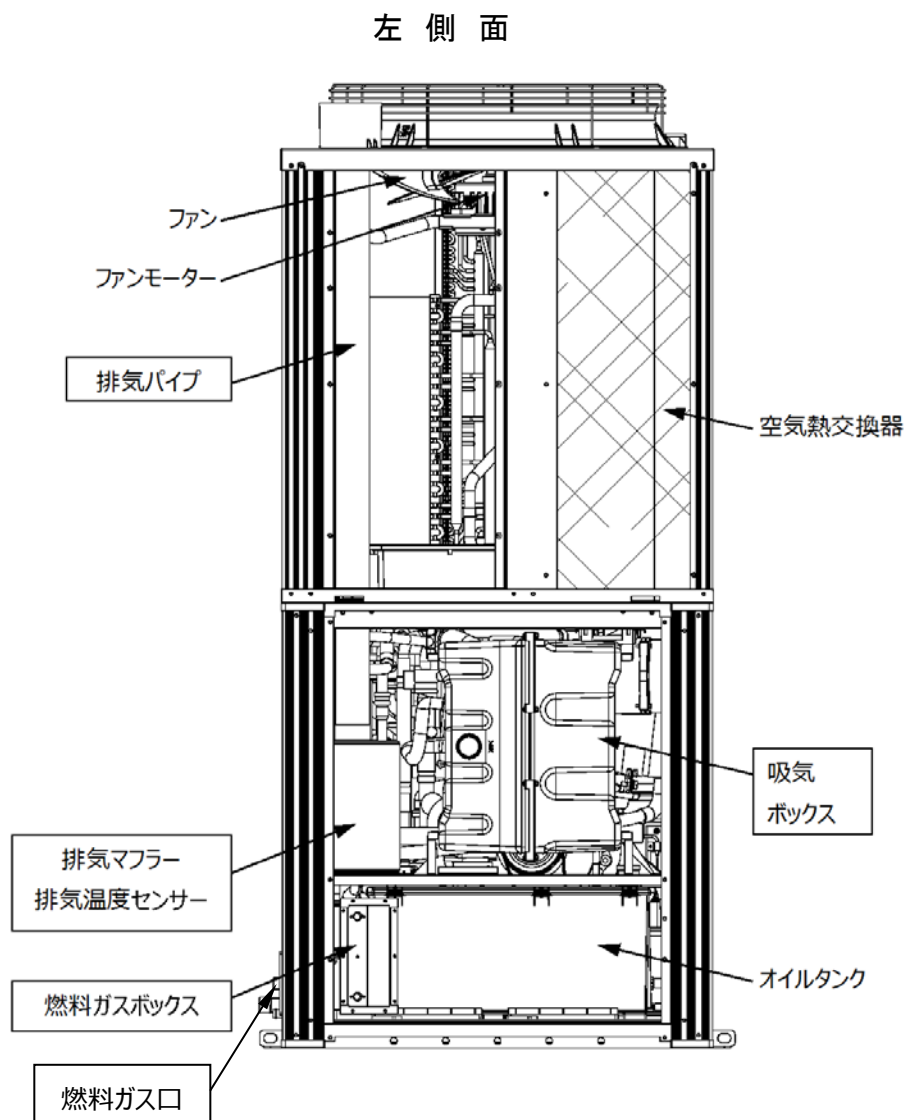 左 側 面
ファン
ファンモーター
排気パイプ
空気熱交換器
吸気
ボックス
排気マフラー
排気温度センサー
オイルタンク
燃料ガスボックス
燃料ガス口